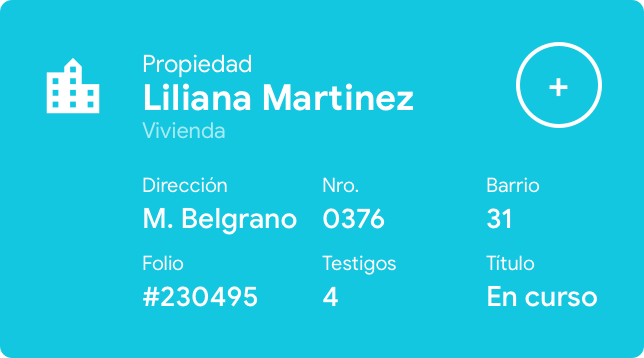 Propiedad
Liliana Martinez
+
Vivienda
Dirección Nro. Barrio
M. Belgrano 0376 31
Folio Testigos Título
#230495 4 En curso